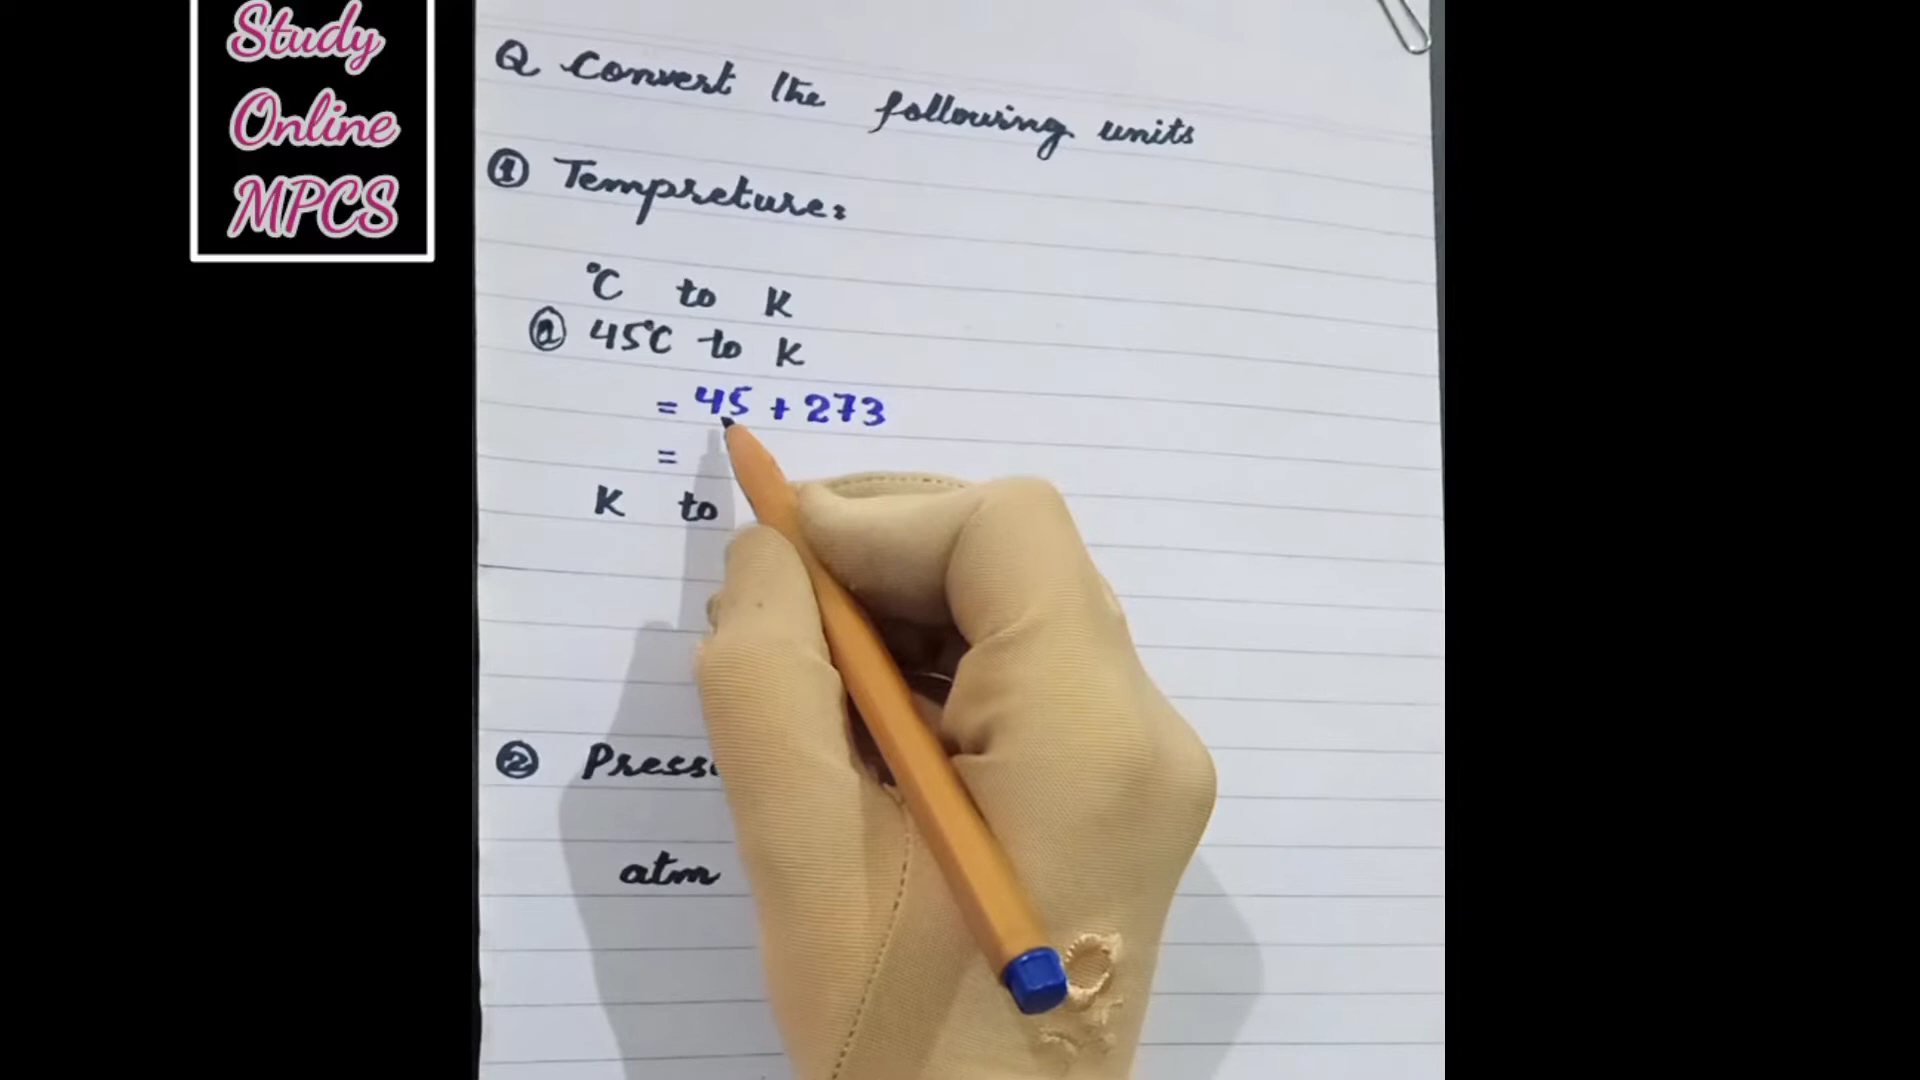 Study
Online
MPCS
Q Convert the following units
① Tempreture:
°C to K
ⓐ 45°C to K
= 45 + 273
=
K to
② Press
atm